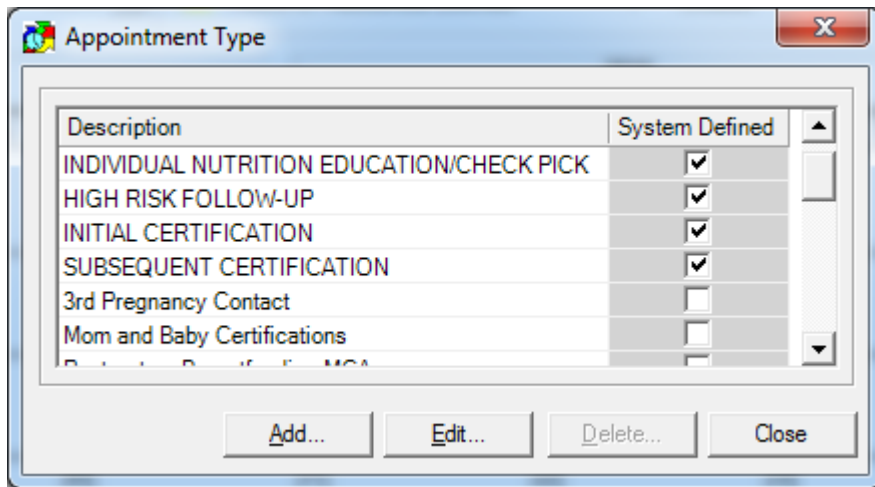 Appointment Type
Description System Defined
INDIVIDUAL NUTRITION EDUCATION/CHECK PICK
HIGH RISK FOLLOW-UP
INITIAL CERTIFICATION
SUBSEQUENT CERTIFICATION
3rd Pregnancy Contact
Mom and Baby Certifications
Add... Edit... Delete... Close